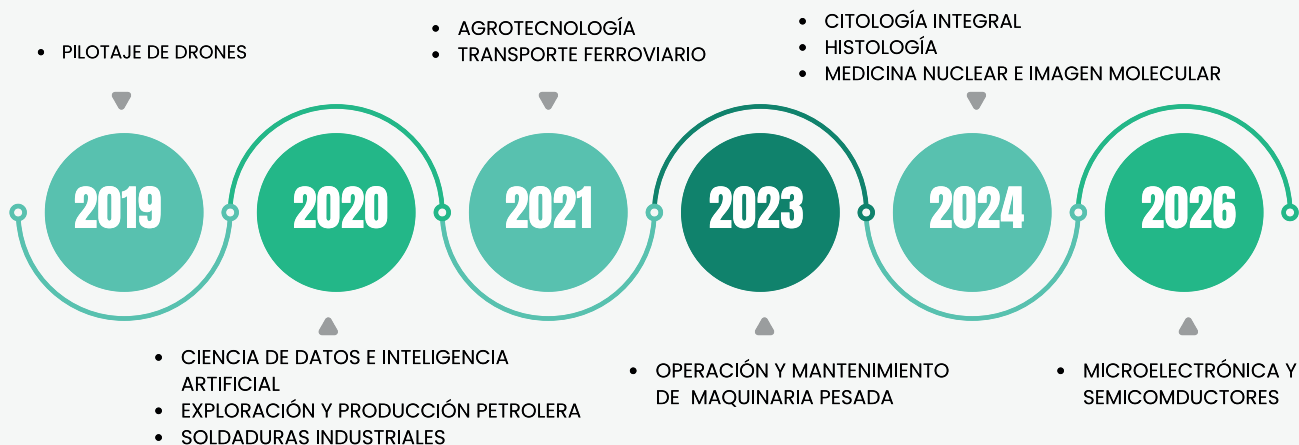 • PILOTAJE DE DRONES
• AGROTECNOLOGÍA
• TRANSPORTE FERROVIARIO
• CITOLOGÍA INTEGRAL
• HISTOLOGÍA
• MEDICINA NUCLEAR E IMAGEN MOLECULAR
2019
2020
2021
2023
2024
2026
• CIENCIA DE DATOS E INTELIGENCIA
ARTIFICIAL
• EXPLORACIÓN Y PRODUCCIÓN PETROLERA
• SOLDADURAS INDUSTRIALES
• OPERACIÓN Y MANTENIMIENTO
DE MAQUINARIA PESADA
• MICROELECTRÓNICA Y
SEMICOMDUCTORES